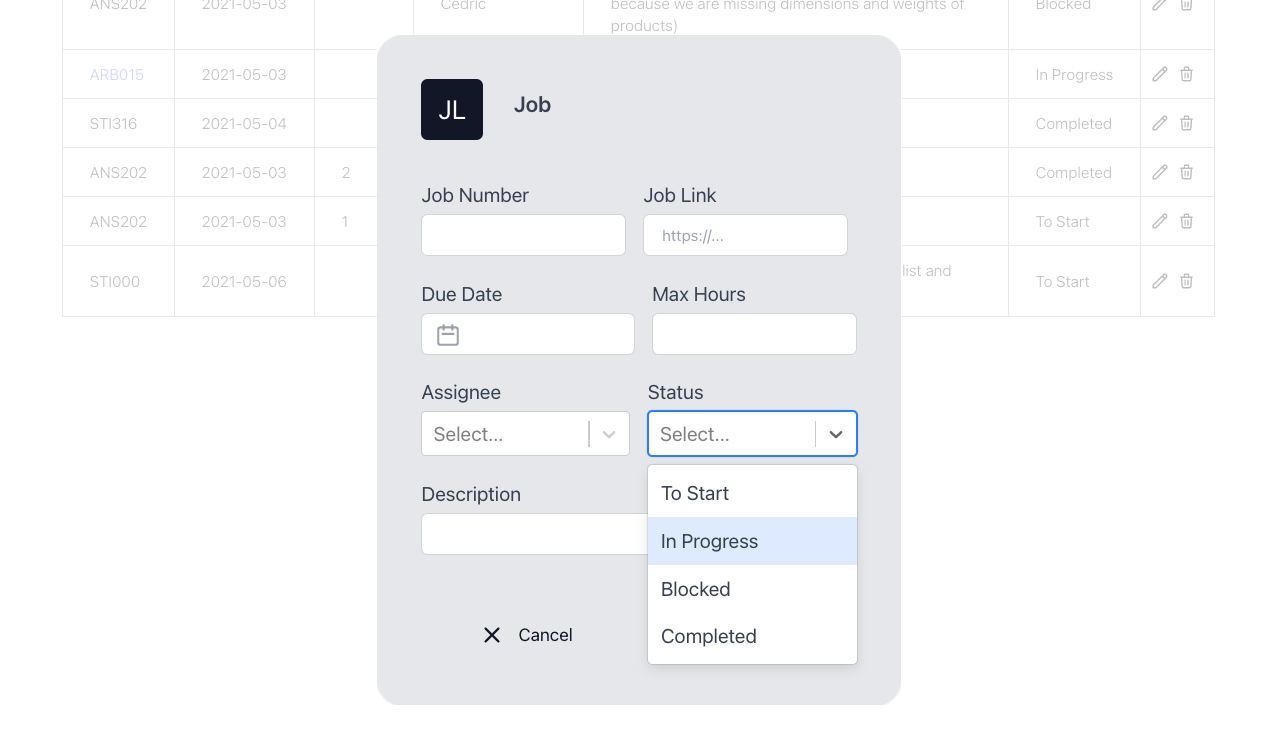 ANS202 2021-05-03 Cedric because we are missing dimensions and weights of Blocked
products)
ARB015 2021-05-03 In Progress
STI316 2021-05-04 Completed
ANS202 2021-05-03 2 Completed
ANS202 2021-05-03 1 To Start
list and
STI000 2021-05-06 To Start
JL Job
Job Number Job Link
https://...
Due Date Max Hours
Assignee Status
Select... Select...
To Start
In Progress
Blocked
Completed
Description
Cancel